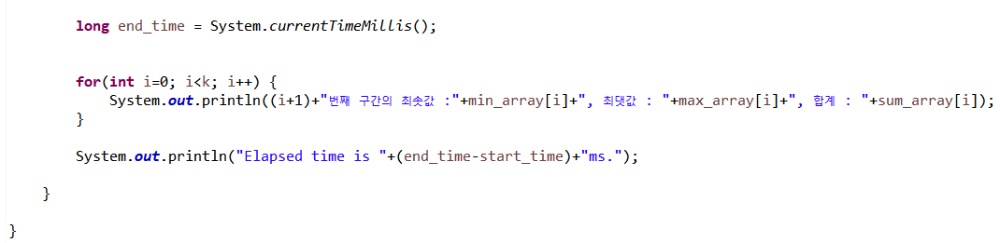 long end_time = System.currentTimeMillis();
for(int i=0; i<k; i++) {
System.out.println((i+1)+"번째 구간의 최솟값 :"+min_array[i]+", 최댓값 : "+max_array[i]+", 합계 : "+sum_array[i]);
}
System.out.println("Elapsed time is "+(end_time-start_time)+"ms.");
}
}